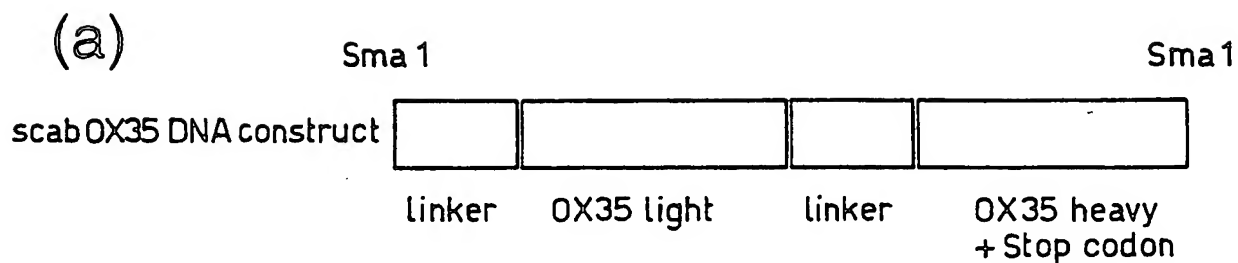 (a)
Sma 1 Sma 1
scab OX35 DNA construct
linker OX35 light linker OX35 heavy
+ Stop codon